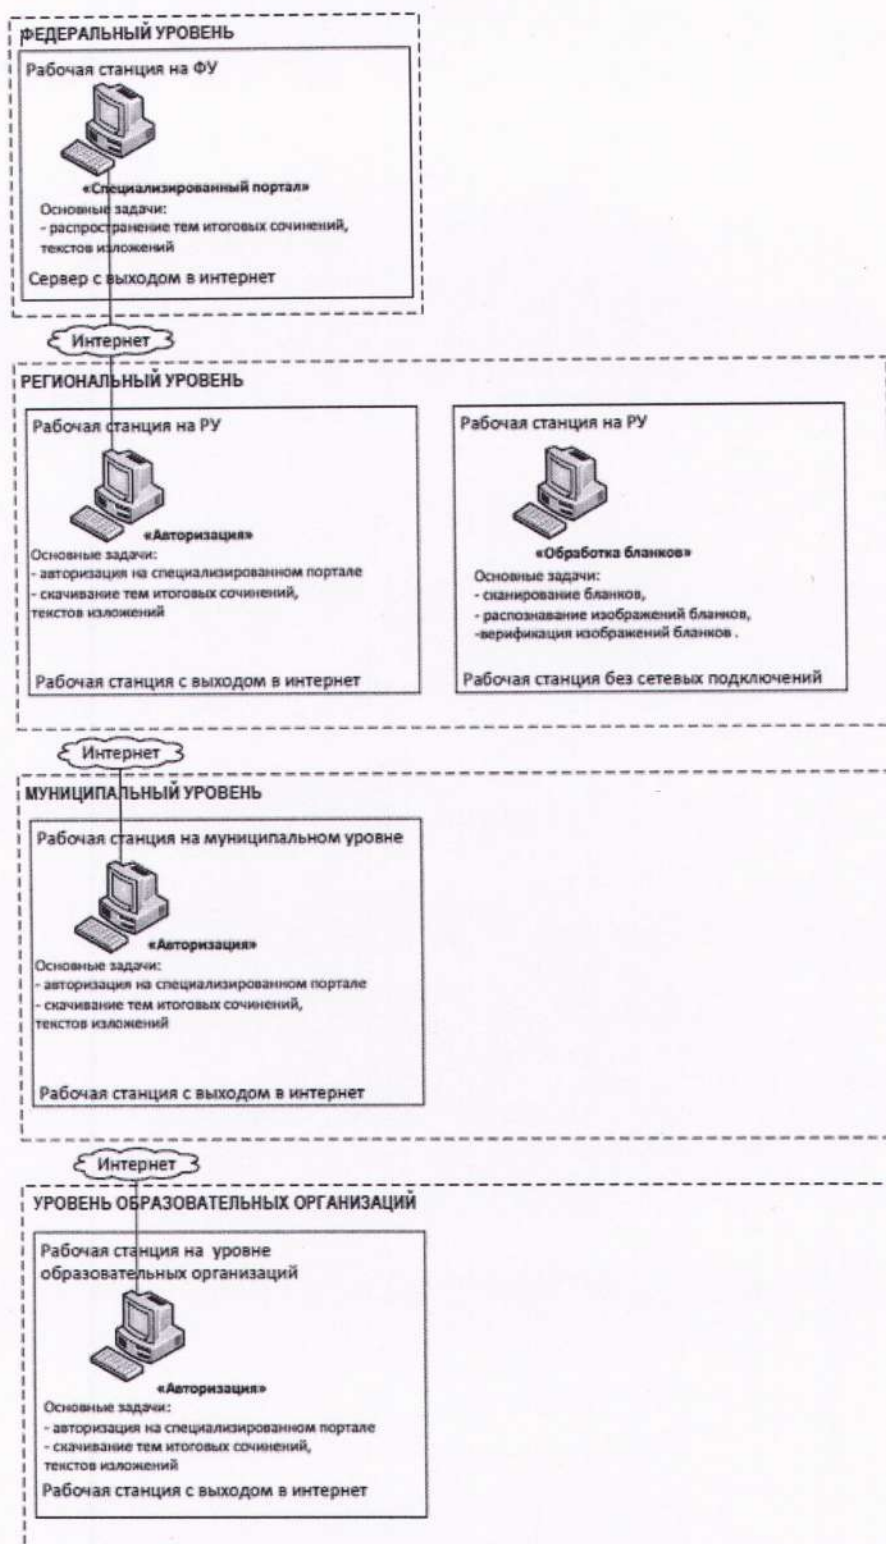 ФЕДЕРАЛЬНЫЙ УРОВЕНЬ
Рабочая станция на ФУ
«Специализированный портал»
Основные задачи:
- распространение тем итоговых сочинений,
текстов изложений
Сервер с выходом в интернет
Интернет
РЕГИОНАЛЬНЫЙ УРОВЕНЬ
Рабочая станция на РУ
«Авторизация»
Основные задачи:
- авторизация на специализированном портале
- скачивание тем итоговых сочинений,
текстов изложений
Рабочая станция с выходом в интернет
Рабочая станция на РУ
«Обработка бланков»
Основные задачи:
- сканирование бланков,
- распознавание изображений бланков,
-верификация изображений бланков .
Рабочая станция без сетевых подключений
Интернет
МУНИЦИПАЛЬНЫЙ УРОВЕНЬ
Рабочая станция на муниципальном уровне
«Авторизация»
Основные задачи:
- авторизация на специализированном портале
- скачивание тем итоговых сочинений,
текстов изложений
Рабочая станция с выходом в интернет
Интернет
УРОВЕНЬ ОБРАЗОВАТЕЛЬНЫХ ОРГАНИЗАЦИЙ
Рабочая станция на уровне
образовательных организаций
«Авторизация»
Основные задачи:
- авторизация на специализированном портале
- скачивание тем итоговых сочинений,
текстов изложений
Рабочая станция с выходом в интернет